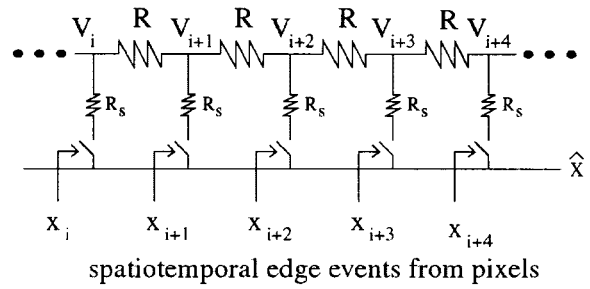 V_i R V_{i+1} R V_{i+2} R V_{i+3} R V_{i+4}
R_s R_s R_s R_s R_s
x̂
x_i x_{i+1} x_{i+2} x_{i+3} x_{i+4}
spatiotemporal edge events from pixels